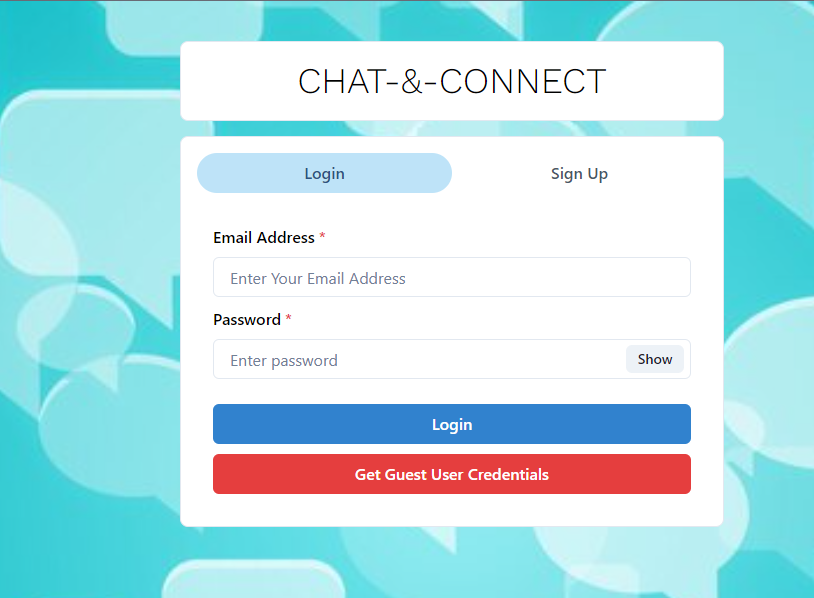 CHAT-&-CONNECT
Login Sign Up
Email Address *
Enter Your Email Address
Password *
Enter password Show
Login
Get Guest User Credentials